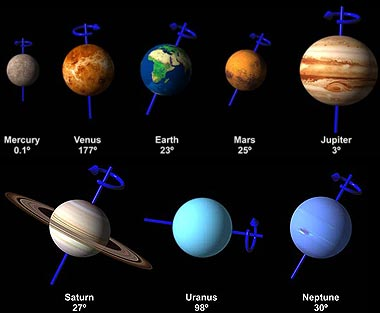 Mercury
0.1º
Venus
177º
Earth
23º
Mars
25º
Jupiter
3º
Saturn
27º
Uranus
98º
Neptune
30º